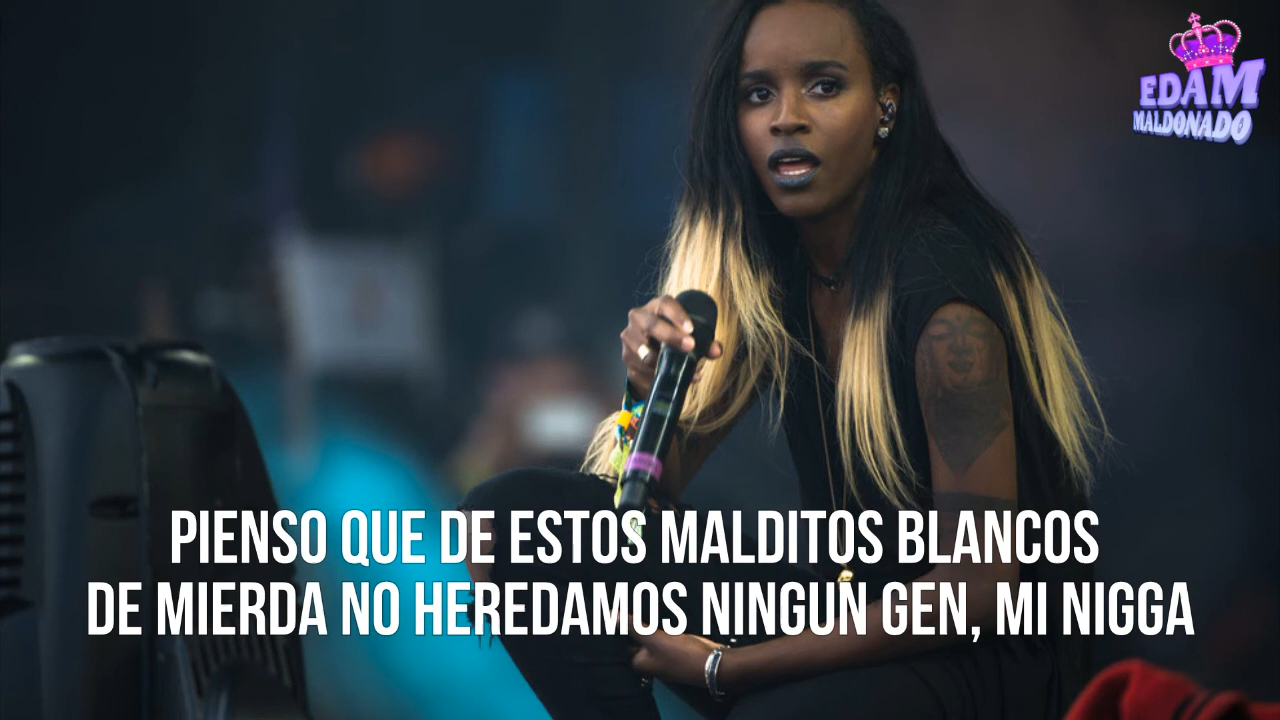 EDAM
MALDONADO
PIENSO QUE DE ESTOS MALDITOS BLANCOS
DE MIERDA NO HEREDAMOS NINGUN GEN, MI NIGGA